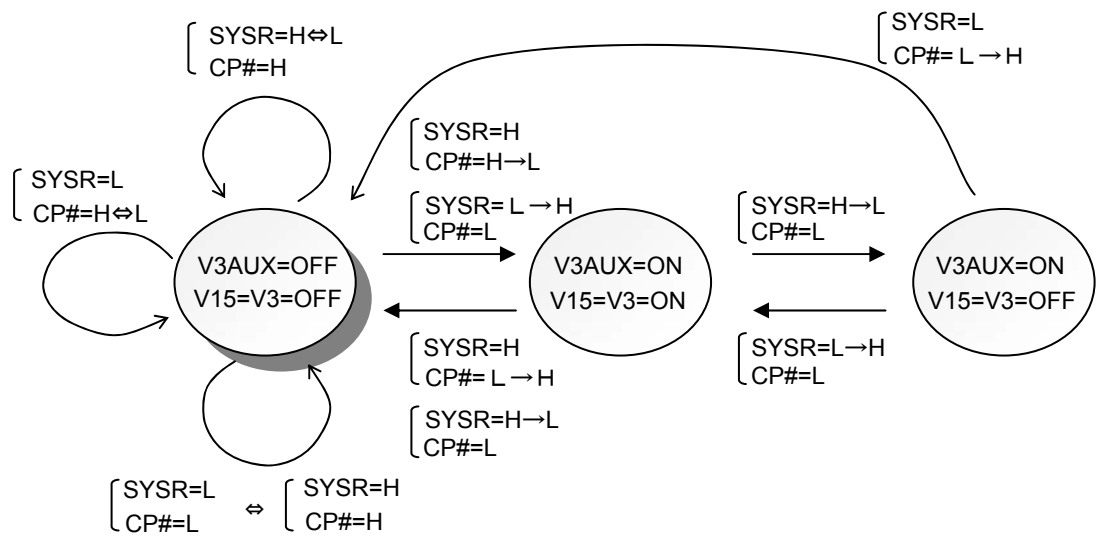 SYSR=H⇔L
CP#=H
SYSR=L
CP#=L→H
SYSR=H
CP#=H→L
SYSR=L
CP#=H⇔L
SYSR=L→H
CP#=L
SYSR=H→L
CP#=L
V3AUX=OFF
V15=V3=OFF
V3AUX=ON
V15=V3=ON
V3AUX=ON
V15=V3=OFF
SYSR=H
CP#=L→H
SYSR=L→H
CP#=L
SYSR=H→L
CP#=L
SYSR=L
CP#=L
⇔
SYSR=H
CP#=H